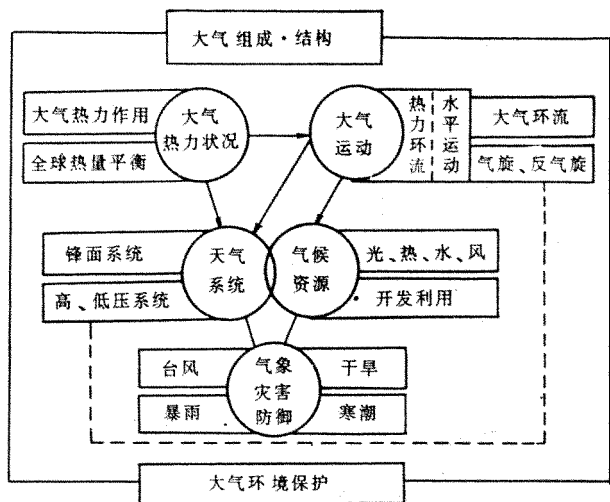 大气组成·结构
大气热力作用
全球热量平衡
大气
热力状况
大气
运动
热力环流
水平运动
大气环流
气旋、反气旋
锋面系统
高、低压系统
天气
系统
气候
资源
光、热、水、风
开发利用
台风
暴雨
气象
灾害
防御
干旱
寒潮
大气环境保护